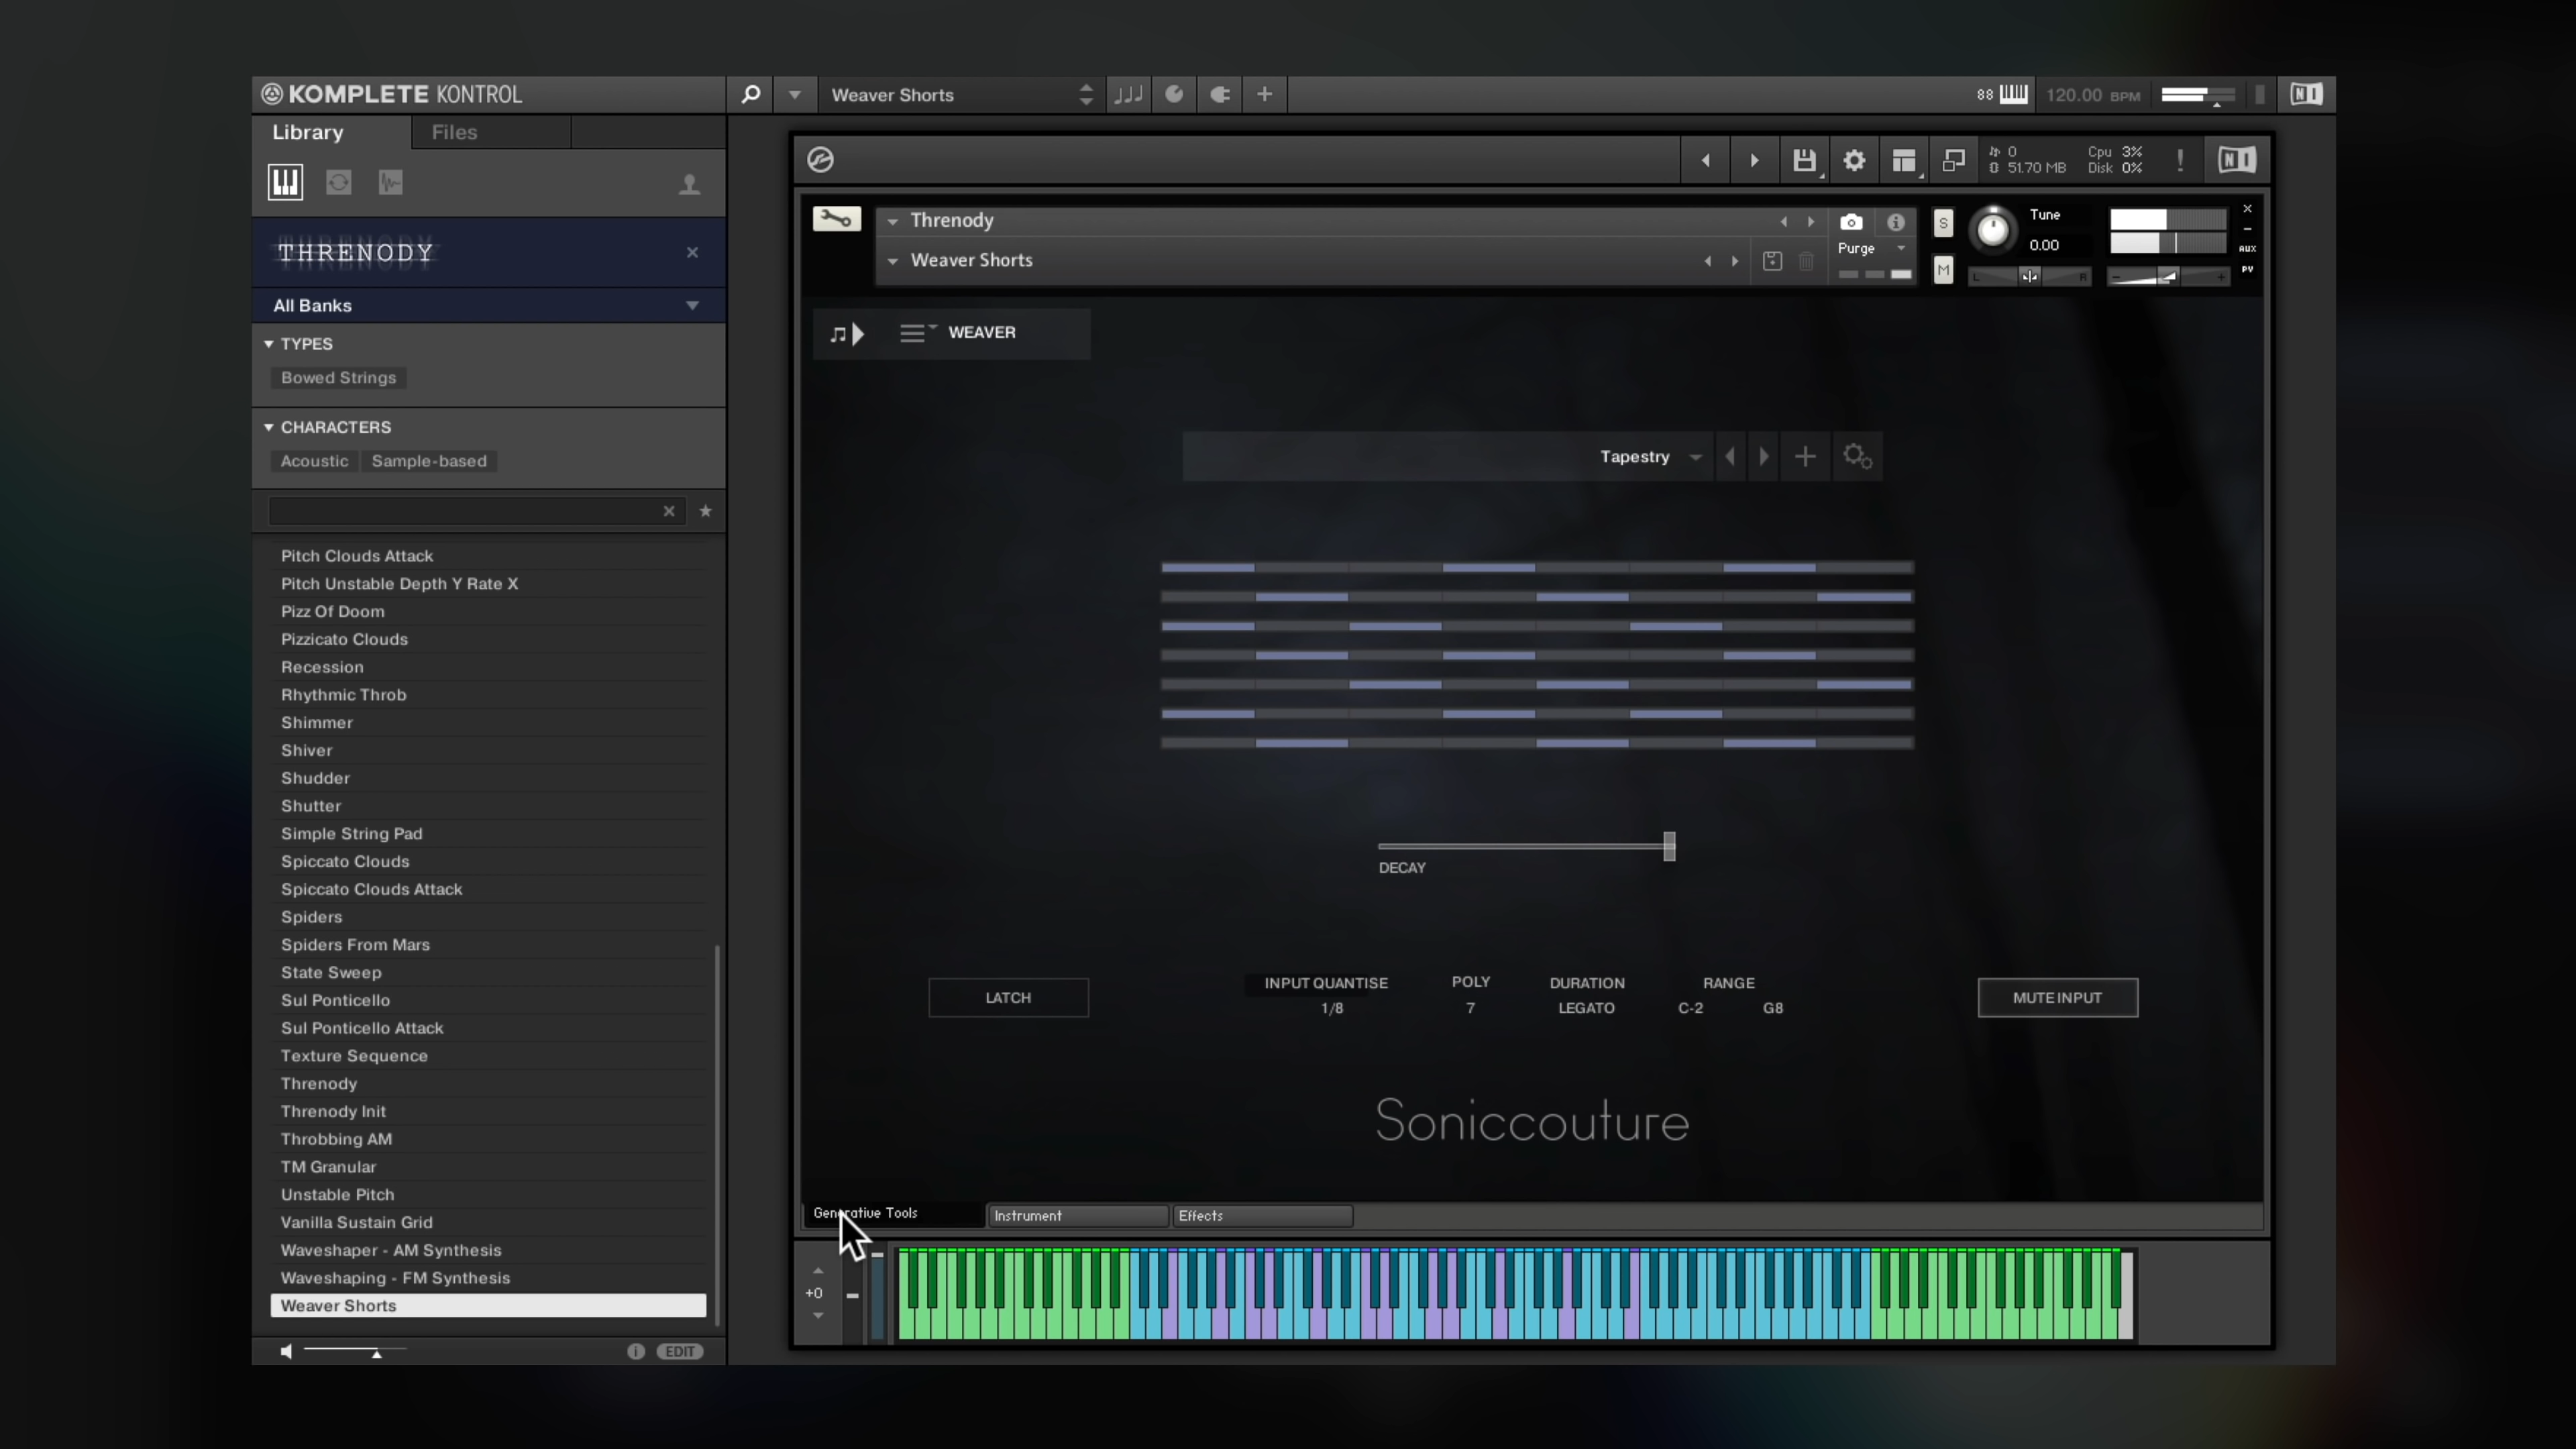 KOMPLETE KONTROL
Weaver Shorts
88
120.00 BPM
Library
Files
THRENODY
All Banks
TYPES
Bowed Strings
CHARACTERS
Acoustic Sample-based
Pitch Clouds Attack
Pitch Unstable Depth Y Rate X
Pizz Of Doom
Pizzicato Clouds
Recession
Rhythmic Throb
Shimmer
Shiver
Shudder
Shutter
Simple String Pad
Spiccato Clouds
Spiccato Clouds Attack
Spiders
Spiders From Mars
State Sweep
Sul Ponticello
Sul Ponticello Attack
Texture Sequence
Threnody
Threnody Init
Throbbing AM
TM Granular
Unstable Pitch
Vanilla Sustain Grid
Waveshaper - AM Synthesis
Waveshaping - FM Synthesis
Weaver Shorts
EDIT
0
51.70 MB
Cpu 3%
Disk 0%
Threnody
Weaver Shorts
Purge
S
M
Tune
0.00
L R
AUX
PV
WEAVER
Tapestry
DECAY
LATCH
INPUT QUANTISE
1/8
POLY
7
DURATION
LEGATO
RANGE
C-2 G8
MUTE INPUT
Soniccouture
Generative Tools
Instrument
Effects
+0